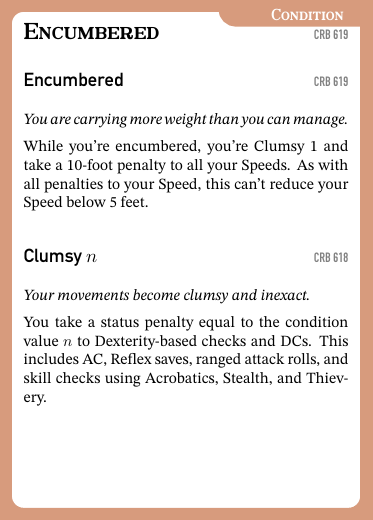 CONDITION
ENCUMBERED CRB 619
Encumbered CRB 619
You are carrying more weight than you can manage.
While you’re encumbered, you’re Clumsy 1 and
take a 10-foot penalty to all your Speeds. As with
all penalties to your Speed, this can’t reduce your
Speed below 5 feet.
Clumsy n CRB 618
Your movements become clumsy and inexact.
You take a status penalty equal to the condition
value n to Dexterity-based checks and DCs. This
includes AC, Reflex saves, ranged attack rolls, and
skill checks using Acrobatics, Stealth, and Thiev-
ery.